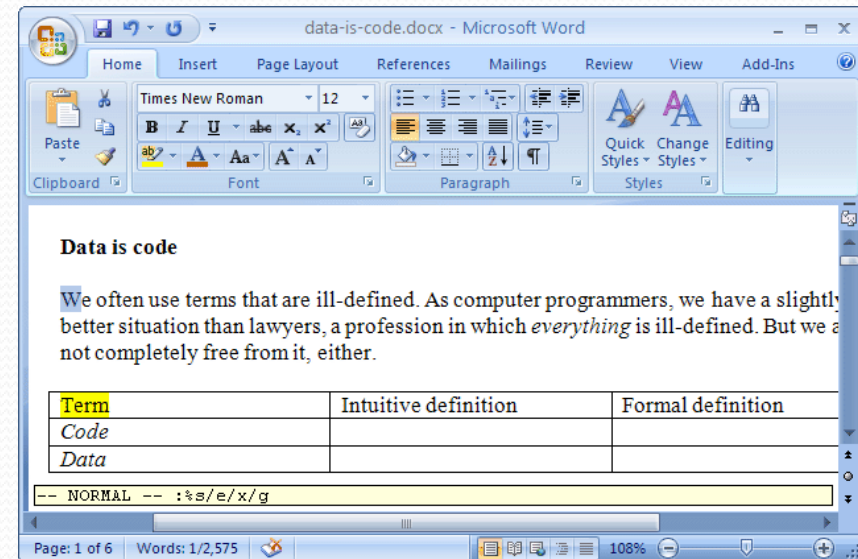 data-is-code.docx - Microsoft Word
Home Insert Page Layout References Mailings Review View Add-Ins
Times New Roman 12
Paste
B I U abc x₂ x²
Aa A A
Quick Styles Change Styles Editing
Clipboard Font Paragraph Styles
Data is code
We often use terms that are ill-defined. As computer programmers, we have a slightly
better situation than lawyers, a profession in which everything is ill-defined. But we a
not completely free from it, either.
Term Intuitive definition Formal definition
Code
Data
-- NORMAL -- :%s/e/x/g
Page: 1 of 6 Words: 1/2,575 108%